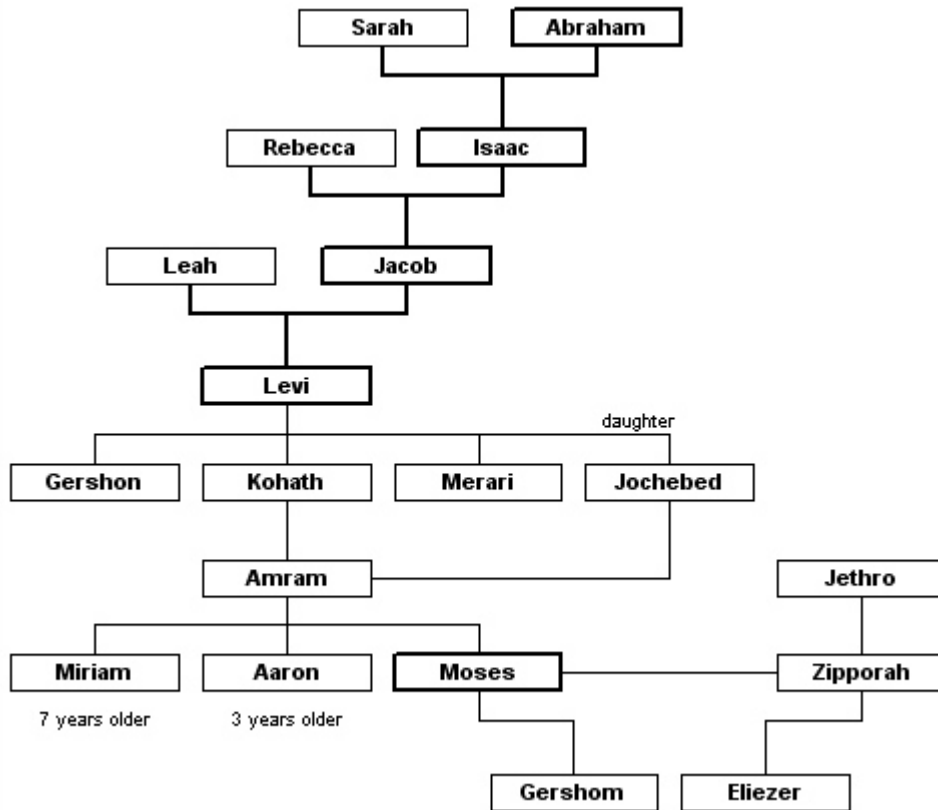 Sarah
Abraham
Rebecca
Isaac
Leah
Jacob
Levi
daughter
Gershon
Kohath
Merari
Jochebed
Amram
Jethro
Miriam
Aaron
Moses
Zipporah
7 years older
3 years older
Gershom
Eliezer